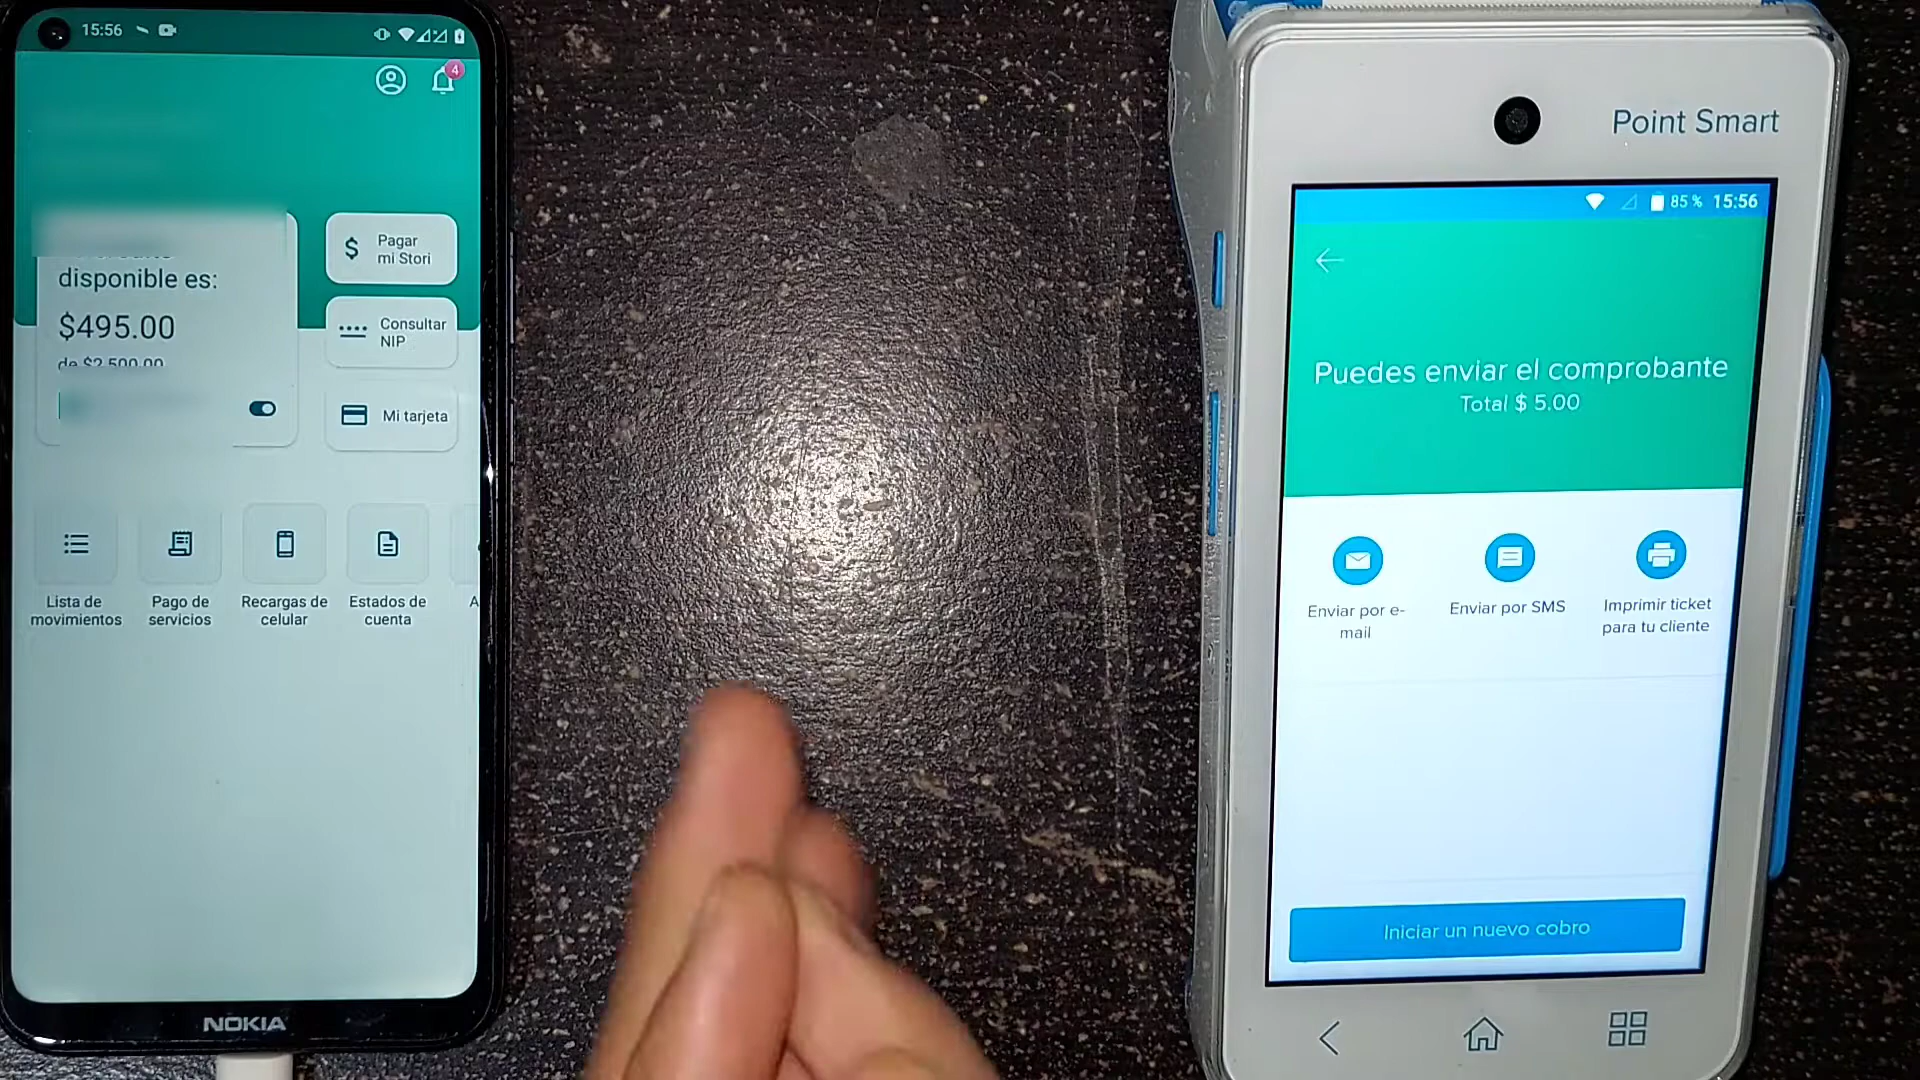 15:56
4
disponible es:
$495.00
de $2,500.00
Pagar
mi Stori
Consultar
NIP
Mi tarjeta
Lista de
movimientos
Pago de
servicios
Recargas de
celular
Estados de
cuenta
A
NOKIA
Point Smart
85 % 15:56
Puedes enviar el comprobante
Total $ 5.00
Enviar por e-
mail
Enviar por SMS
Imprimir ticket
para tu cliente
Iniciar un nuevo cobro